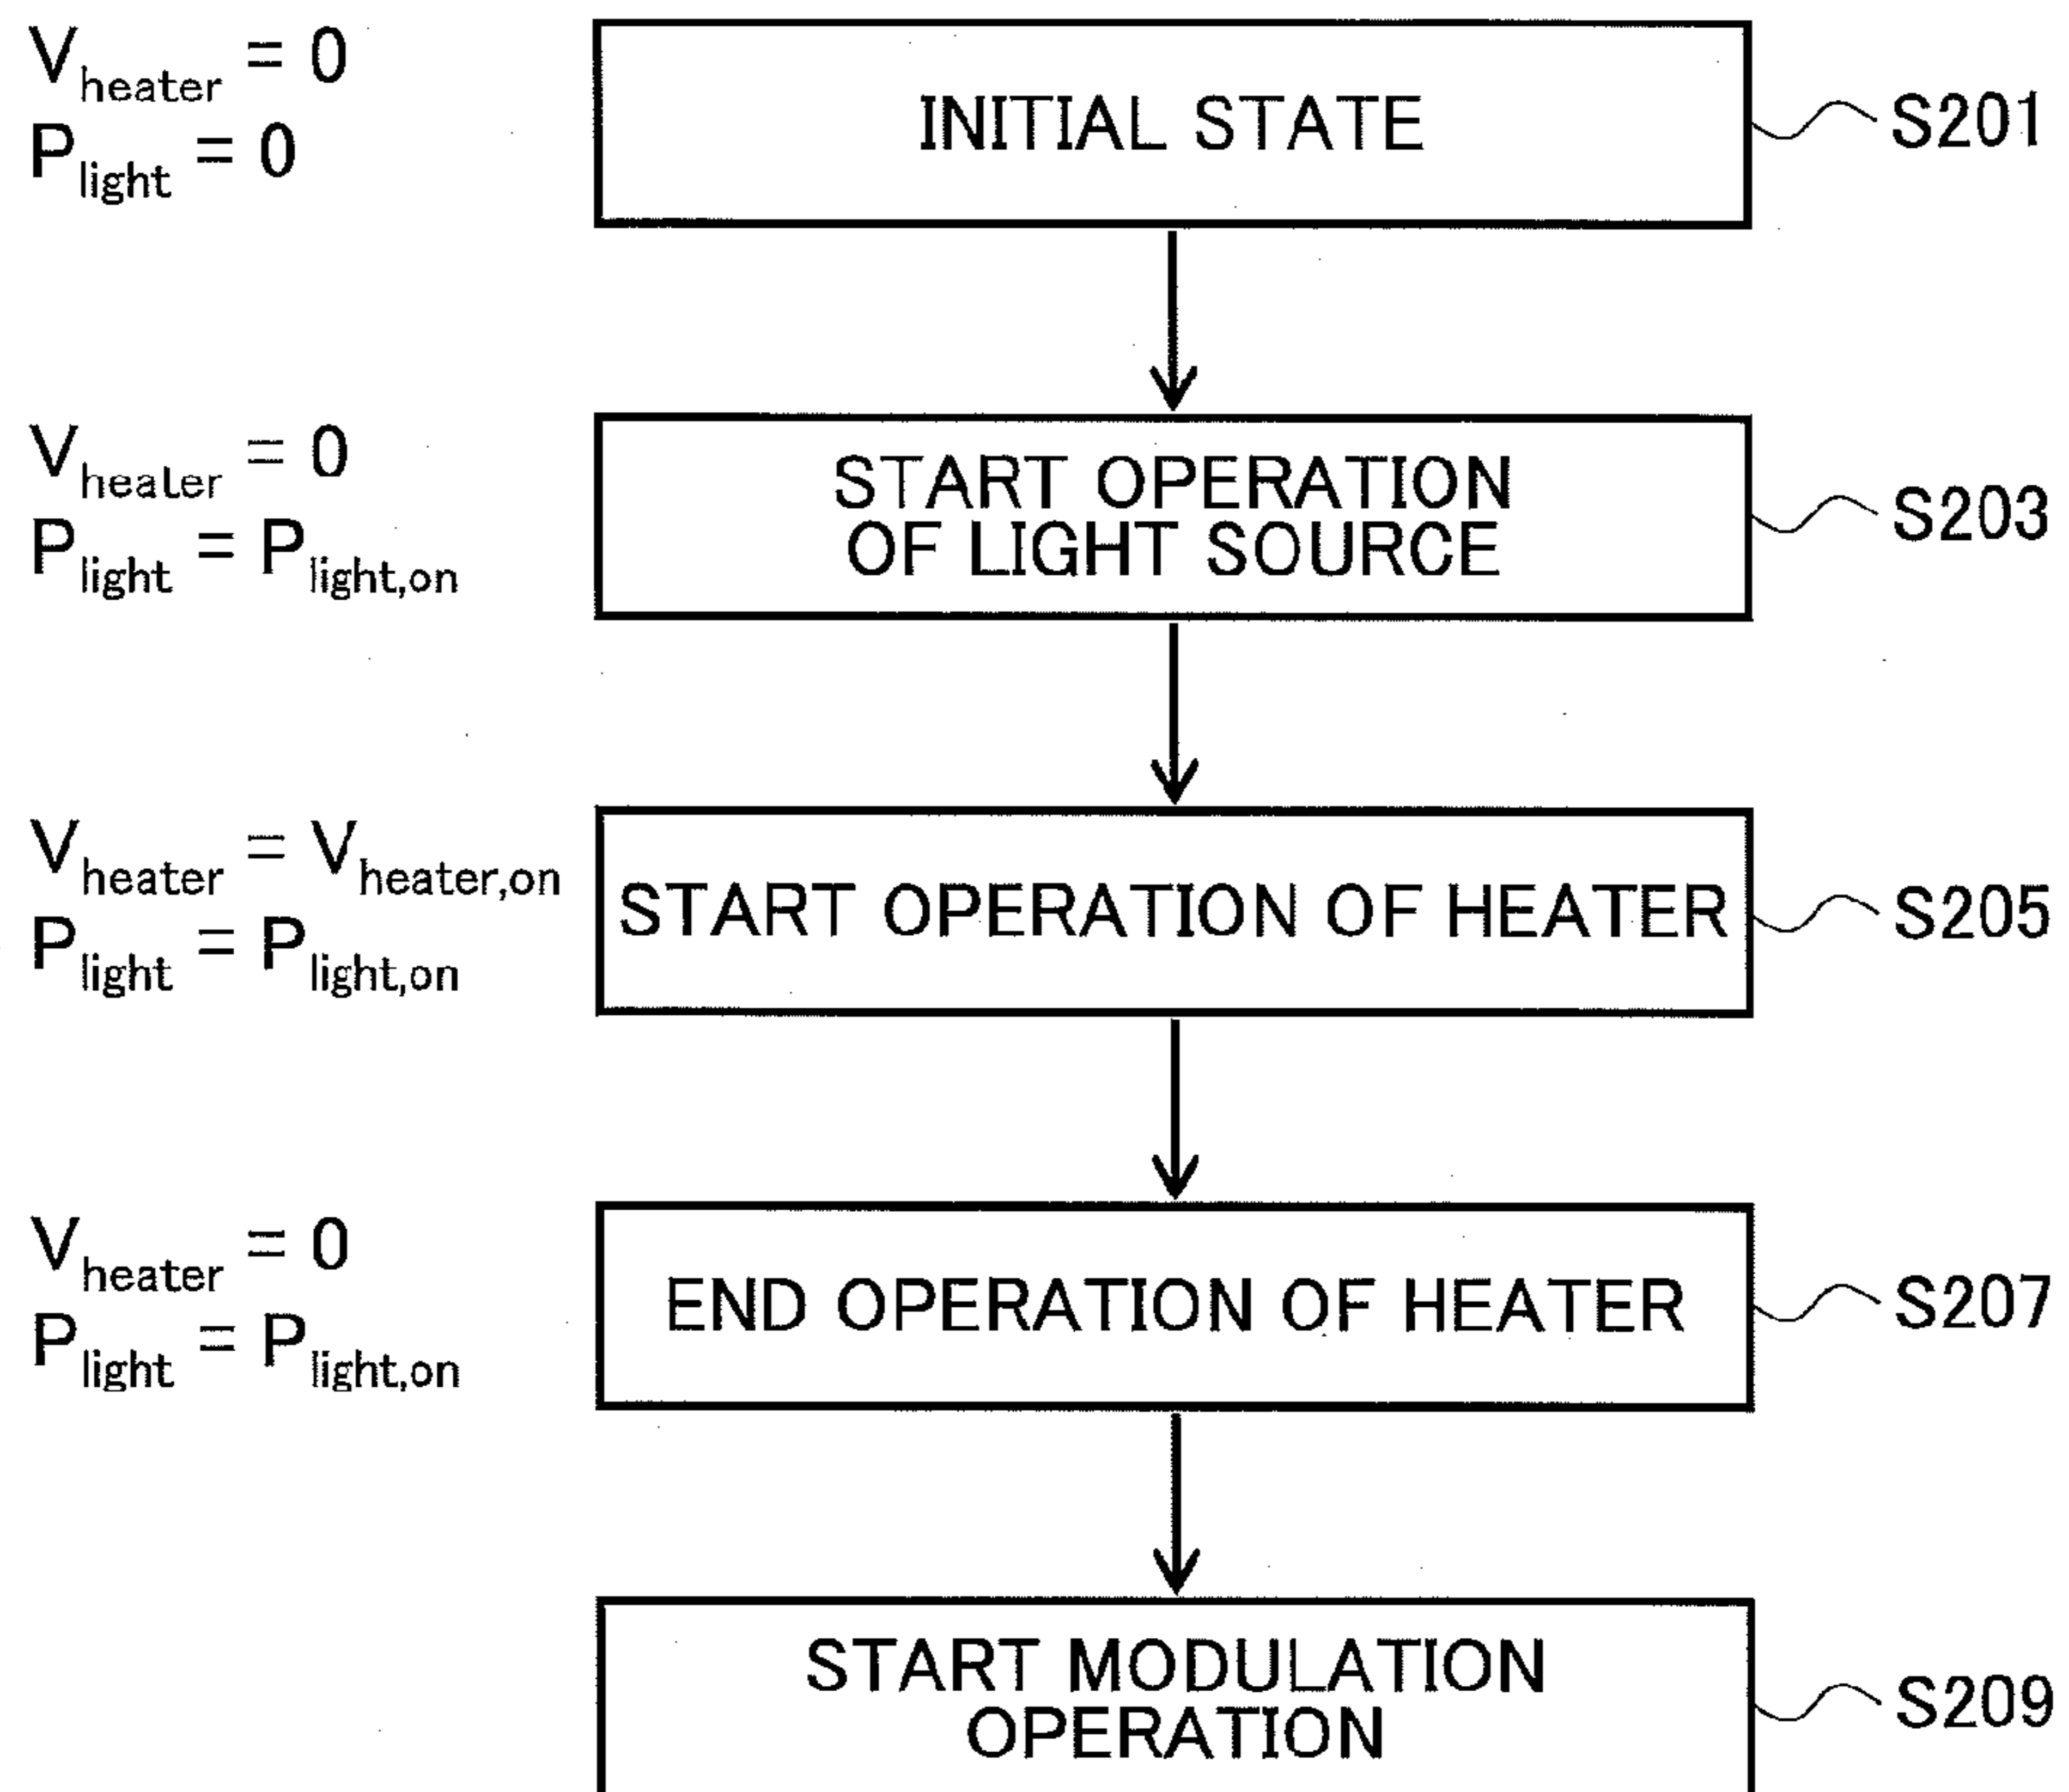 V_heater = 0
P_light = 0
INITIAL STATE
S201
V_healer = 0
P_light = P_light,on
START OPERATION
OF LIGHT SOURCE
S203
V_heater = V_heater,on
P_light = P_light,on
START OPERATION OF HEATER
S205
V_heater = 0
P_light = P_light,on
END OPERATION OF HEATER
S207
START MODULATION
OPERATION
S209